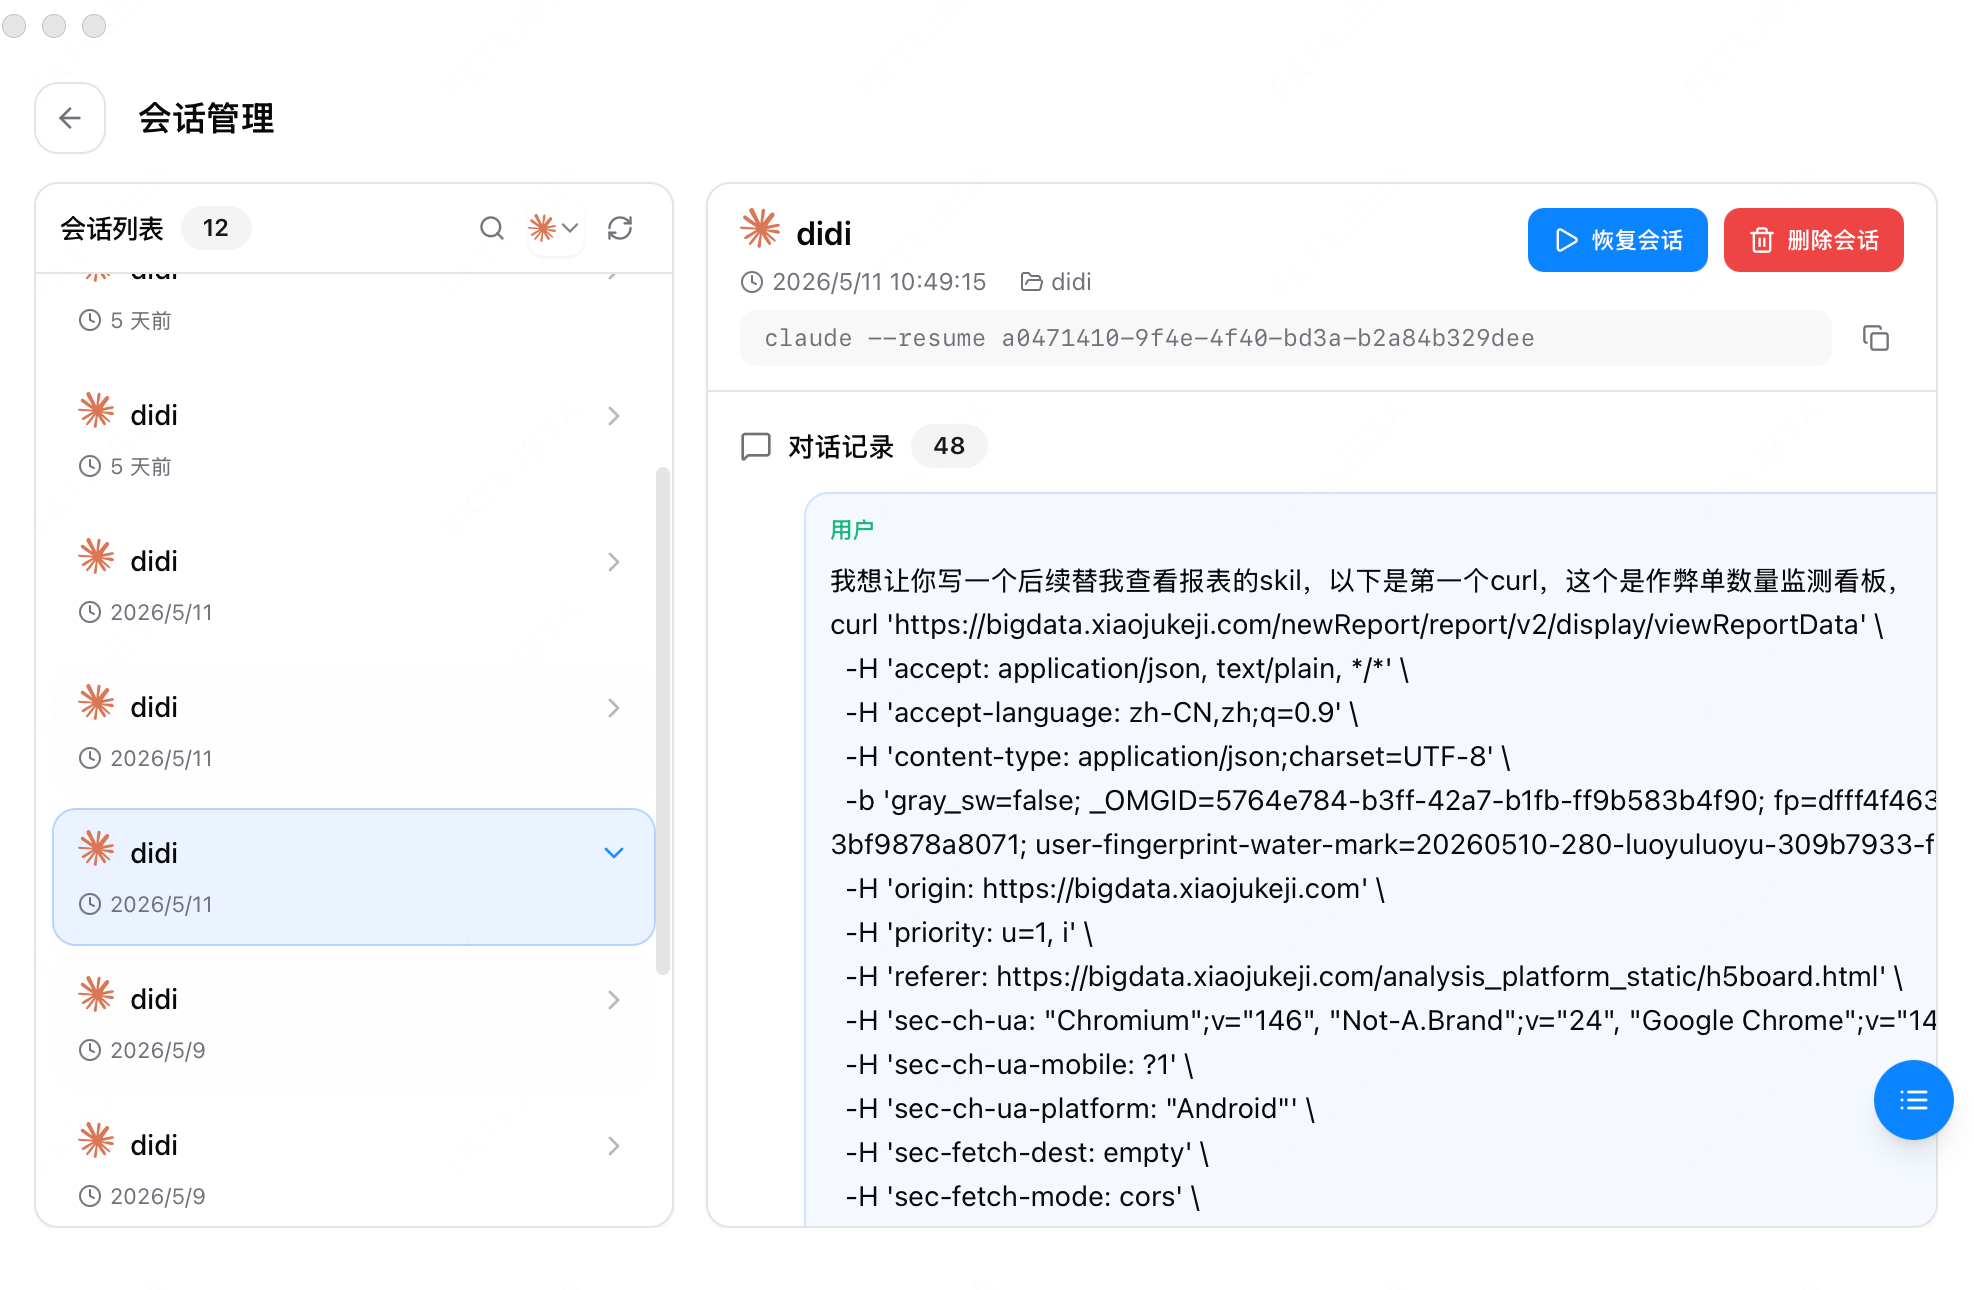 会话管理
会话列表 12
didi
5 天前
didi
5 天前
didi
2026/5/11
didi
2026/5/11
didi
2026/5/11
didi
2026/5/9
didi
2026/5/9
didi
恢复会话
删除会话
2026/5/11 10:49:15 didi
claude --resume a0471410-9f4e-4f40-bd3a-b2a84b329dee
对话记录 48
用户
我想让你写一个后续替我查看报表的skil，以下是第一个curl，这个是作弊单数量监测看板，
curl 'https://bigdata.xiaojukeji.com/newReport/report/v2/display/viewReportData' \
-H 'accept: application/json, text/plain, */*' \
-H 'accept-language: zh-CN,zh;q=0.9' \
-H 'content-type: application/json;charset=UTF-8' \
-b 'gray_sw=false; _OMGID=5764e784-b3ff-42a7-b1fb-ff9b583b4f90; fp=dfff4f463
3bf9878a8071; user-fingerprint-water-mark=20260510-280-luoyuluoyu-309b7933-f
-H 'origin: https://bigdata.xiaojukeji.com' \
-H 'priority: u=1, i' \
-H 'referer: https://bigdata.xiaojukeji.com/analysis_platform_static/h5board.html' \
-H 'sec-ch-ua: "Chromium";v="146", "Not-A.Brand";v="24", "Google Chrome";v="14
-H 'sec-ch-ua-mobile: ?1' \
-H 'sec-ch-ua-platform: "Android"' \
-H 'sec-fetch-dest: empty' \
-H 'sec-fetch-mode: cors' \